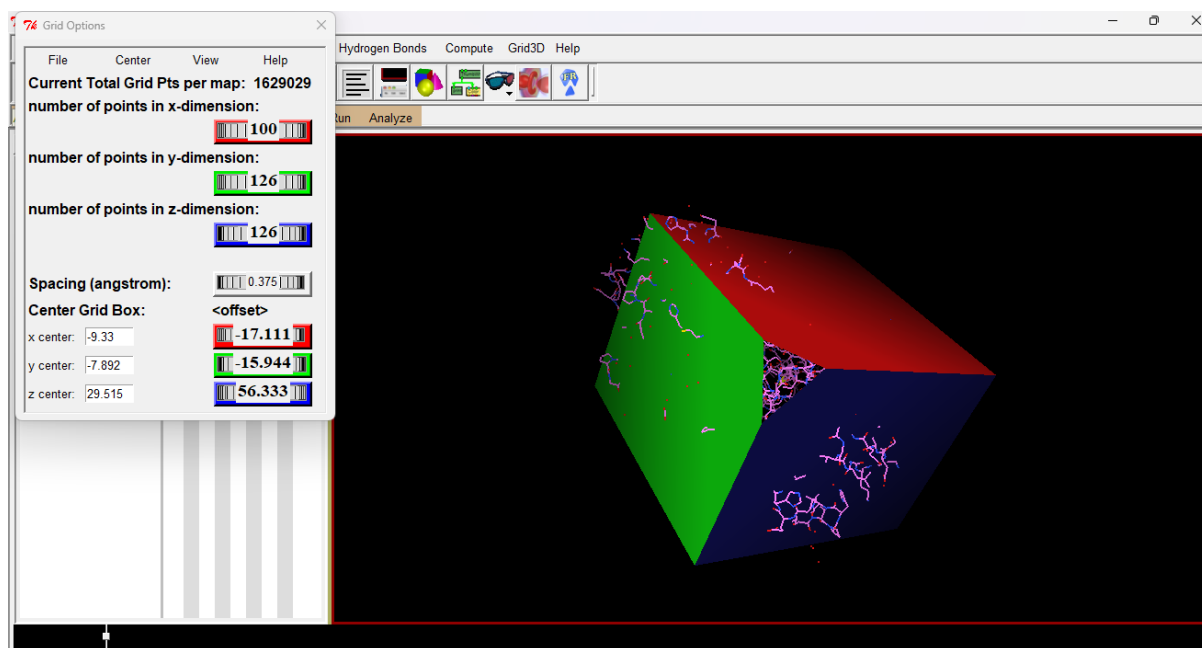 Grid Options
Hydrogen Bonds Compute Grid3D Help
File Center View Help
Current Total Grid Pts per map: 1629029
number of points in x-dimension:
100
Analyze
number of points in y-dimension:
126
number of points in z-dimension:
126
Spacing (angstrom): 0.375
Center Grid Box: <offset>
x center: -9.33 -17.111
y center: -7.892 -15.944
z center: 29.515 56.333